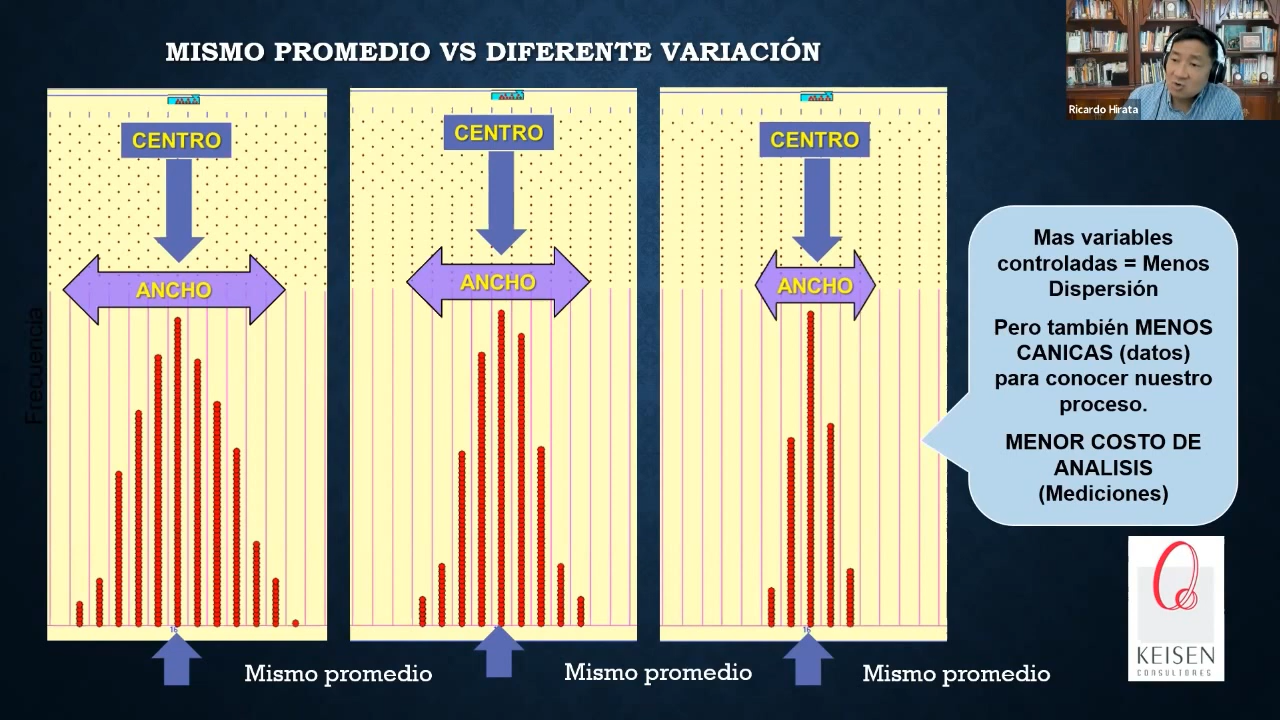 MISMO PROMEDIO VS DIFERENTE VARIACIÓN
Ricardo Hirata
CENTRO
CENTRO
CENTRO
ANCHO
ANCHO
ANCHO
Frecuencia
Mas variables
controladas = Menos
Dispersión
Pero también MENOS
CANICAS (datos)
para conocer nuestro
proceso.
MENOR COSTO DE
ANALISIS
(Mediciones)
16
16
Mismo promedio
Mismo promedio
Mismo promedio
KEISEN
CONSULTORES